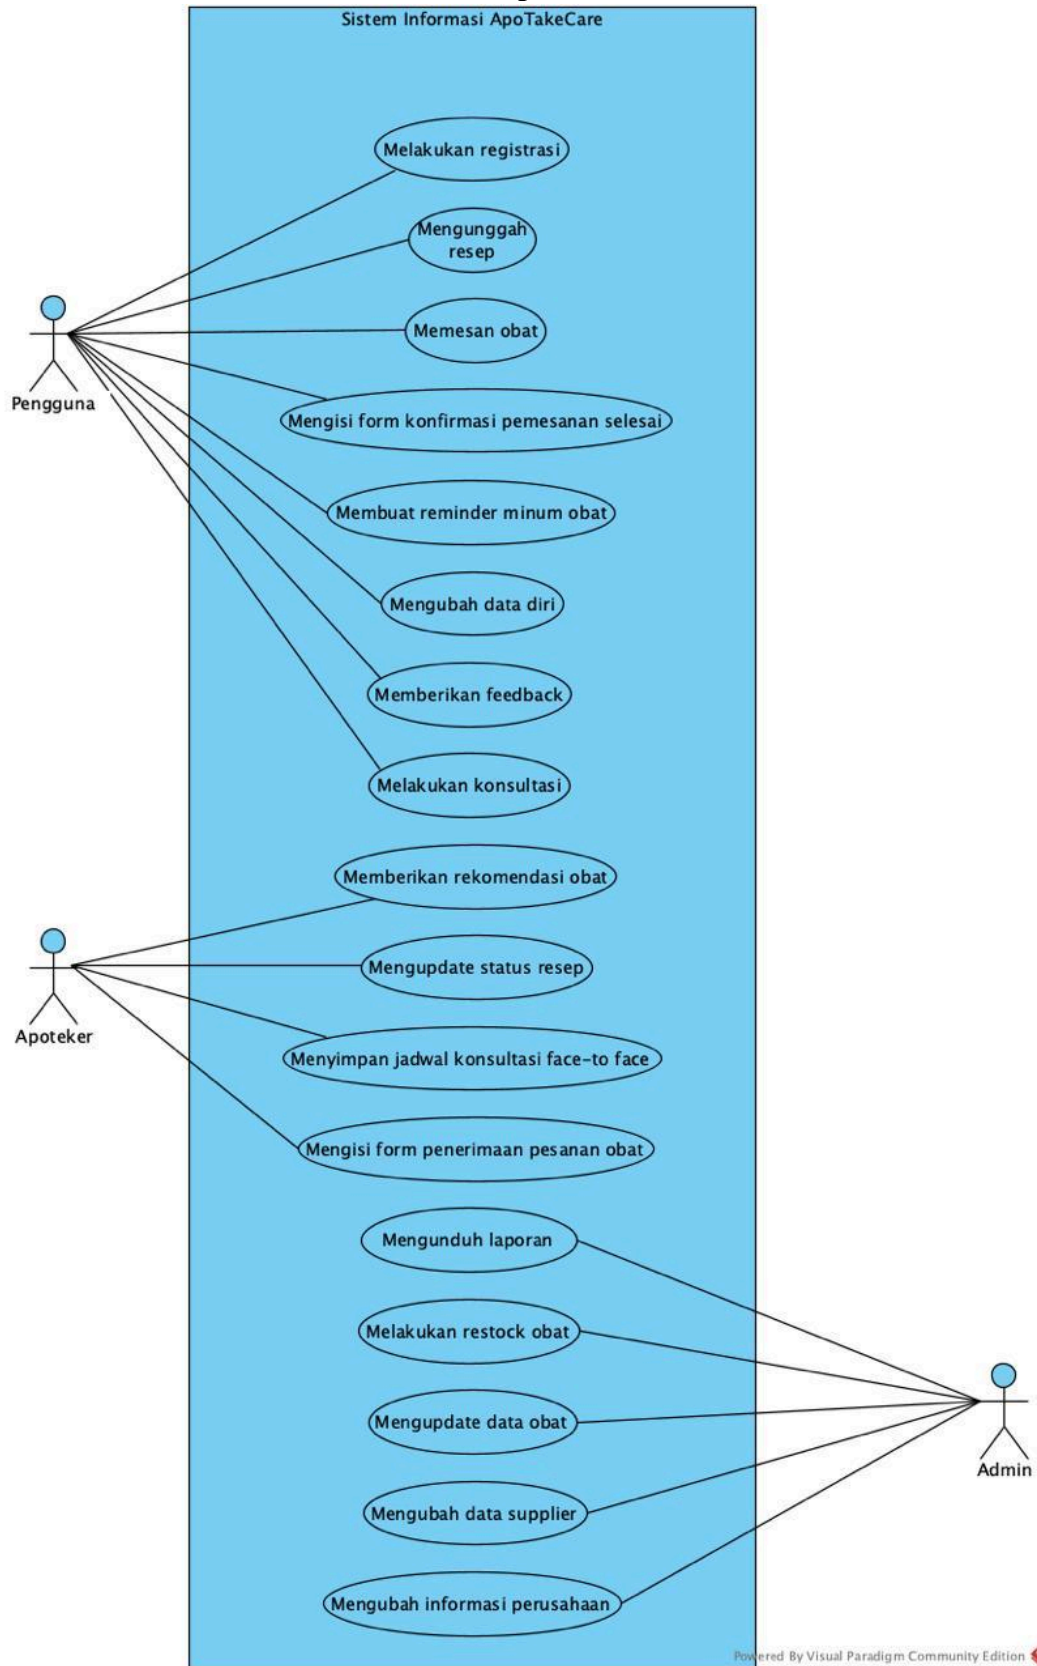 Sistem Informasi ApoTakeCare
Melakukan registrasi
Mengunggah
resep
Memesan obat
Pengguna
Mengisi form konfirmasi pemesanan selesai
Membuat reminder minum obat
Mengubah data diri
Memberikan feedback
Melakukan konsultasi
Memberikan rekomendasi obat
Mengupdate status resep
Apoteker
Menyimpan jadwal konsultasi face-to face
Mengisi form penerimaan pesanan obat
Mengunduh laporan
Melakukan restock obat
Mengupdate data obat
Admin
Mengubah data supplier
Mengubah informasi perusahaan
Powered By Visual Paradigm Community Edition